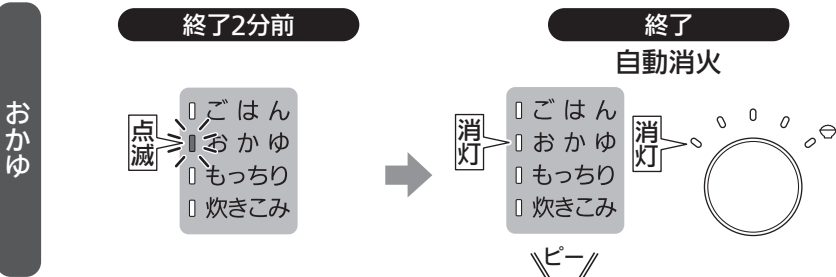 おかゆ
終了2分前
点滅
ごはん
おかゆ
もっちり
炊きこみ
終了
自動消火
消灯
ごはん
おかゆ
もっちり
炊きこみ
消灯
ピー